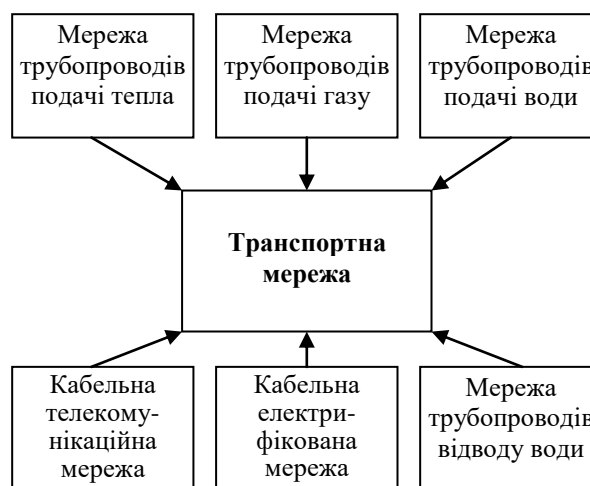 Мережа
трубопроводів
подачі тепла
Мережа
трубопроводів
подачі газу
Мережа
трубопроводів
подачі води
Транспортна
мережа
Кабельна
телекому-
нікаційна
мережа
Кабельна
електри-
фікована
мережа
Мережа
трубопроводів
відводу води